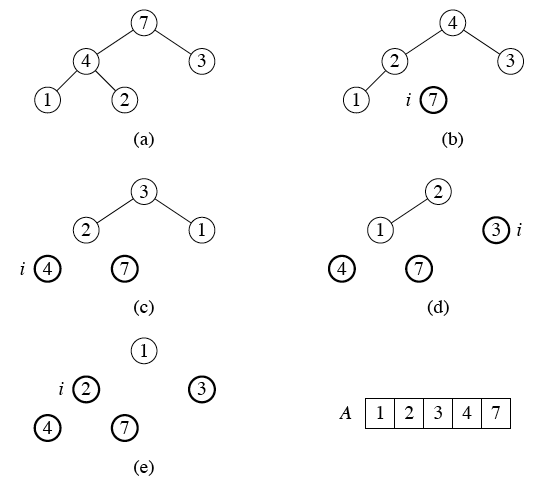 7
4
4 3
2 3
1 2
1 i 7
(a)
(b)
3
2
2 1
1 3 i
i 4 7
4 7
(c)
(d)
1
i 2 3
A 1 2 3 4 7
4 7
(e)